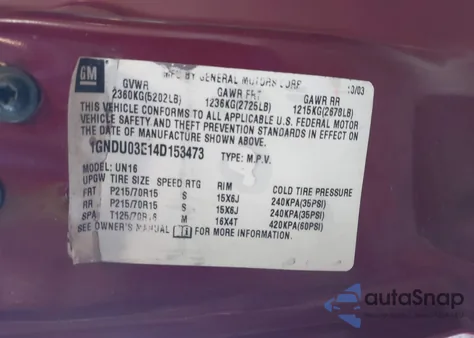 GM
MFD BY GENERAL MOTORS CORP 10/03
GVWR GAWR FRT GAWR RR
2360KG(5202LB) 1236KG(2725LB) 1215KG(2678LB)
THIS VEHICLE CONFORMS TO ALL APPLICABLE U.S. FEDERAL MOTOR
VEHICLE SAFETY AND THEFT PREVENTION STANDARDS IN EFFECT ON
THE DATE OF MANUFACTURE SHOWN ABOVE.
1GNDU03E14D153473 TYPE: M.P.V.
MODEL: UN16
UPGW TIRE SIZE SPEED RTG RIM COLD TIRE PRESSURE
FRT P215/70R15 S 15X6J 240KPA(35PSI)
RR P215/70R15 S 15X6J 240KPA(35PSI)
SPA T125/70R16 M 16X4T 420KPA(60PSI)
SEE OWNER'S MANUAL FOR MORE INFORMATION.
autoSnap